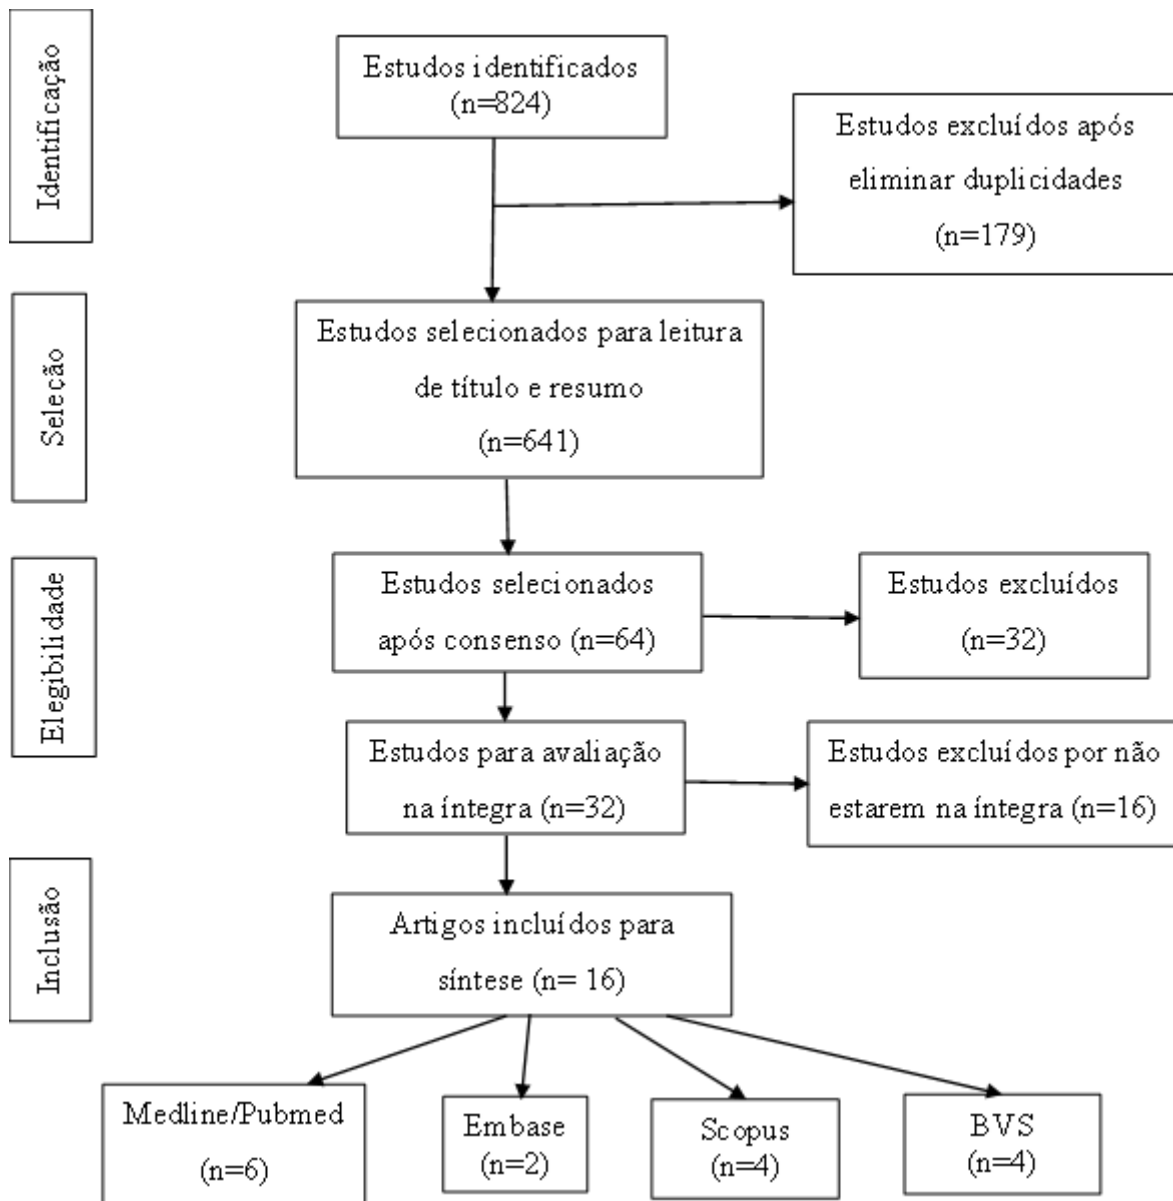 Identificação
Estudos identificados
(n=824)
Estudos excluídos após
eliminar duplicidades
(n=179)
Seleção
Estudos selecionados para leitura
de título e resumo
(n=641)
Elegibilidade
Estudos selecionados
após consenso (n=64)
Estudos excluídos
(n=32)
Estudos para avaliação
na íntegra (n=32)
Estudos excluídos por não
estarem na íntegra (n=16)
Inclusão
Artigos incluídos para
síntese (n= 16)
Medline/Pubmed
(n=6)
Embase
(n=2)
Scopus
(n=4)
BVS
(n=4)